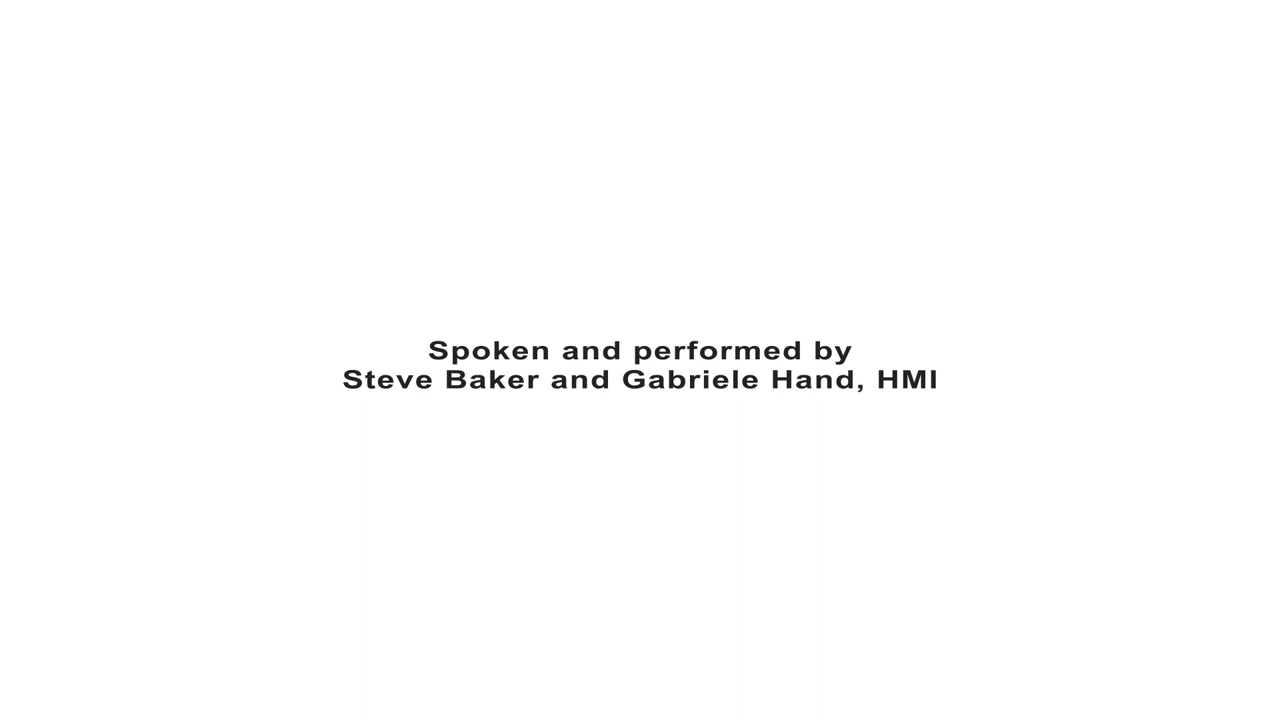 Spoken and performed by
Steve Baker and Gabriele Hand, HMI